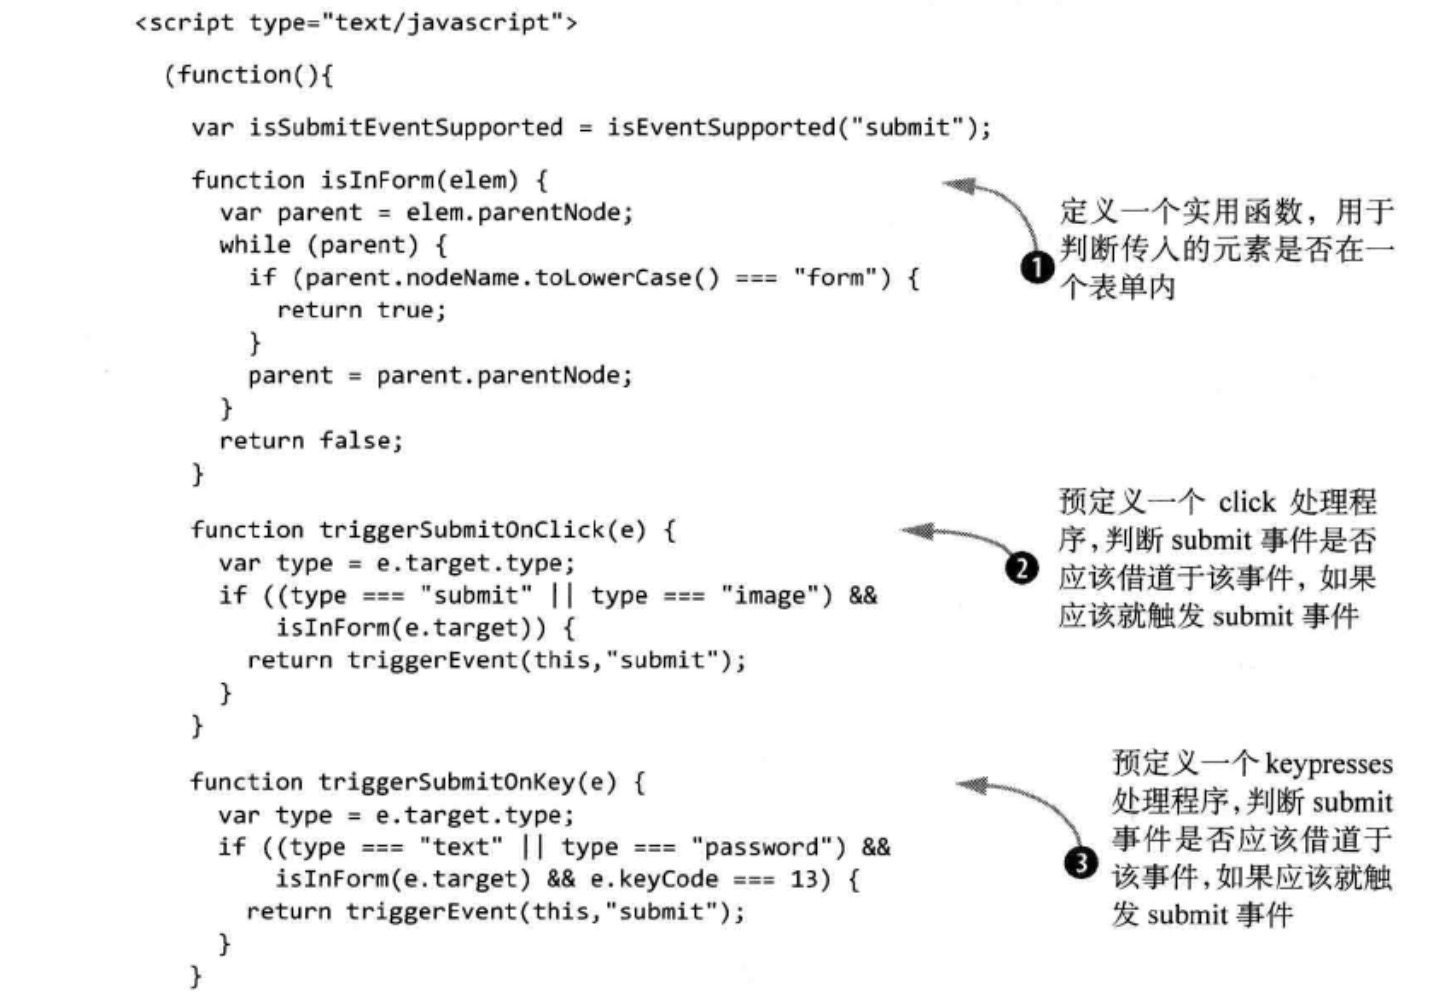 <script type="text/javascript">
(function(){
var isSubmitEventSupported = isEventSupported("submit");
function isInForm(elem) {
var parent = elem.parentNode;
while (parent) {
if (parent.nodeName.toLowerCase() === "form") {
return true;
}
parent = parent.parentNode;
}
return false;
}
1
定义一个实用函数，用于
判断传入的元素是否在一
个表单内
function triggerSubmitOnClick(e) {
var type = e.target.type;
if ((type === "submit" || type === "image") &&
isInForm(e.target)) {
return triggerEvent(this,"submit");
}
}
2
预定义一个 click 处理程
序，判断 submit 事件是否
应该借道于该事件，如果
应该就触发 submit 事件
function triggerSubmitOnKey(e) {
var type = e.target.type;
if ((type === "text" || type === "password") &&
isInForm(e.target) && e.keyCode === 13) {
return triggerEvent(this,"submit");
}
}
3
预定义一个 keypresses
处理程序，判断 submit
事件是否应该借道于
该事件，如果应该就触
发 submit 事件